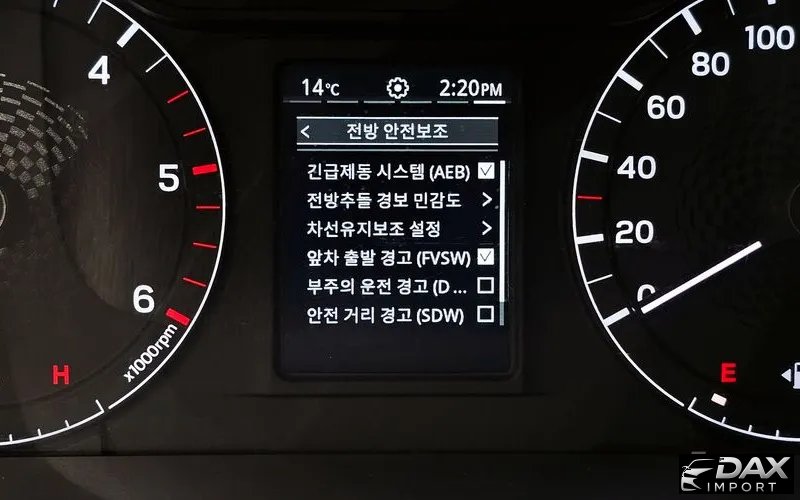 14°C 2:20PM
< 전방 안전보조
긴급제동 시스템 (AEB)
전방추돌 경보 민감도 >
차선유지보조 설정 >
앞차 출발 경고 (FVSW)
부주의 운전 경고 (D ...
안전 거리 경고 (SDW)
4
5
6
x1000rpm
H
100
80
60
40
20
0
E
DAX
IMPORT